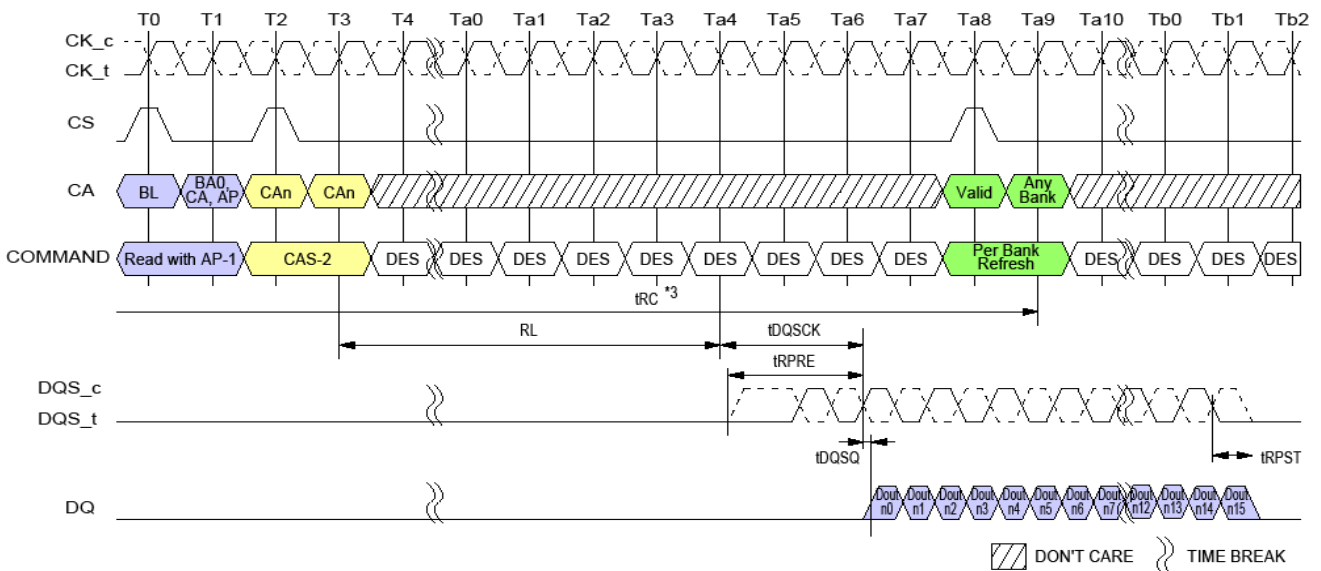 T0 T1 T2 T3 T4 Ta0 Ta1 Ta2 Ta3 Ta4 Ta5 Ta6 Ta7 Ta8 Ta9 Ta10 Tb0 Tb1 Tb2
CK_c
CK_t
CS
CA BL BA0, CA, AP CAn CAn Valid Any Bank
COMMAND Read with AP-1 CAS-2 DES DES DES DES DES DES DES DES DES Per Bank Refresh DES DES DES DES
tRC *3
RL tDQSCK
tRPRE
DQS_c
DQS_t
tDQSQ tRPST
DQ Dout n0 Dout n1 Dout n2 Dout n3 Dout n4 Dout n5 Dout n6 Dout n7 Dout n12 Dout n13 Dout n14 Dout n15
DON'T CARE TIME BREAK